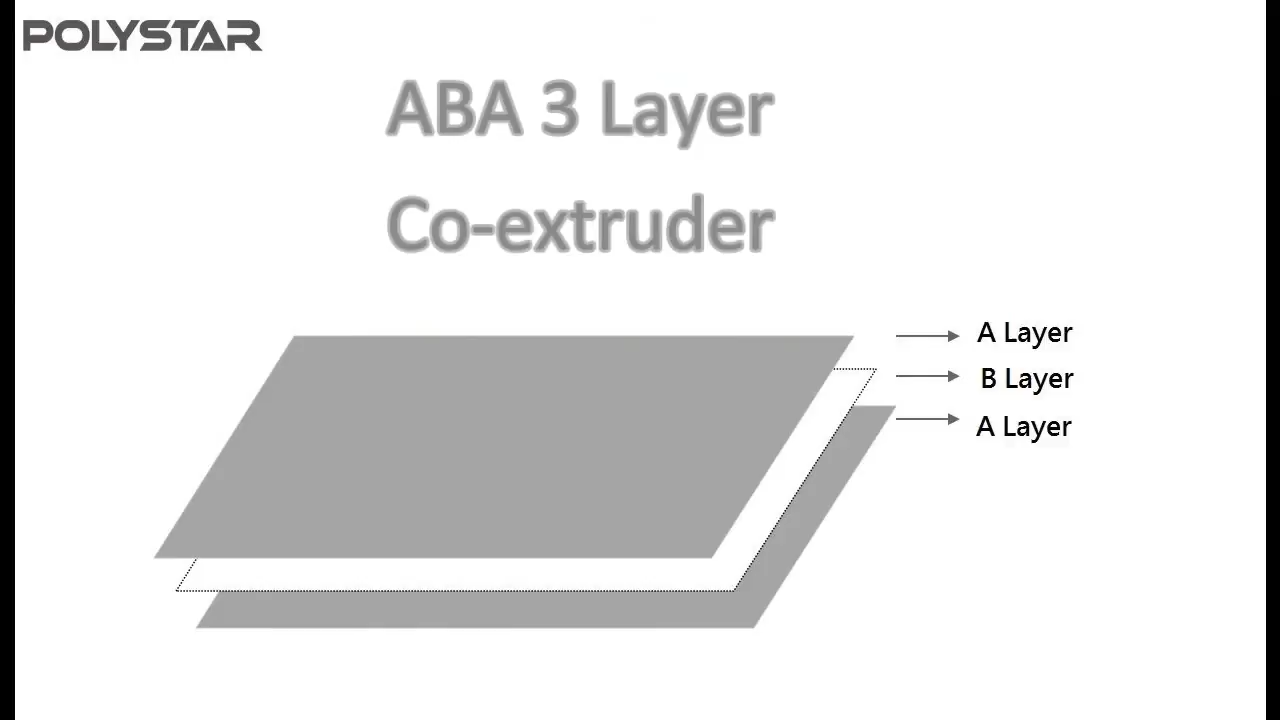 POLYSTAR
ABA 3 Layer
Co-extruder
A Layer
B Layer
A Layer